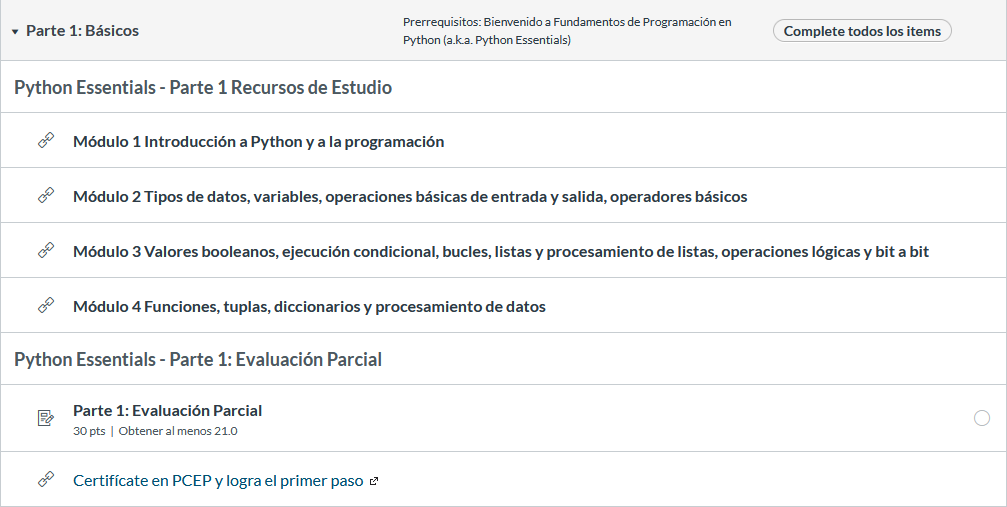 Parte 1: Básicos
Prerrequisitos: Bienvenido a Fundamentos de Programación en
Python (a.k.a. Python Essentials)
Complete todos los items
Python Essentials - Parte 1 Recursos de Estudio
Módulo 1 Introducción a Python y a la programación
Módulo 2 Tipos de datos, variables, operaciones básicas de entrada y salida, operadores básicos
Módulo 3 Valores booleanos, ejecución condicional, bucles, listas y procesamiento de listas, operaciones lógicas y bit a bit
Módulo 4 Funciones, tuplas, diccionarios y procesamiento de datos
Python Essentials - Parte 1: Evaluación Parcial
Parte 1: Evaluación Parcial
30 pts | Obtener al menos 21.0
Certifícate en PCEP y logra el primer paso